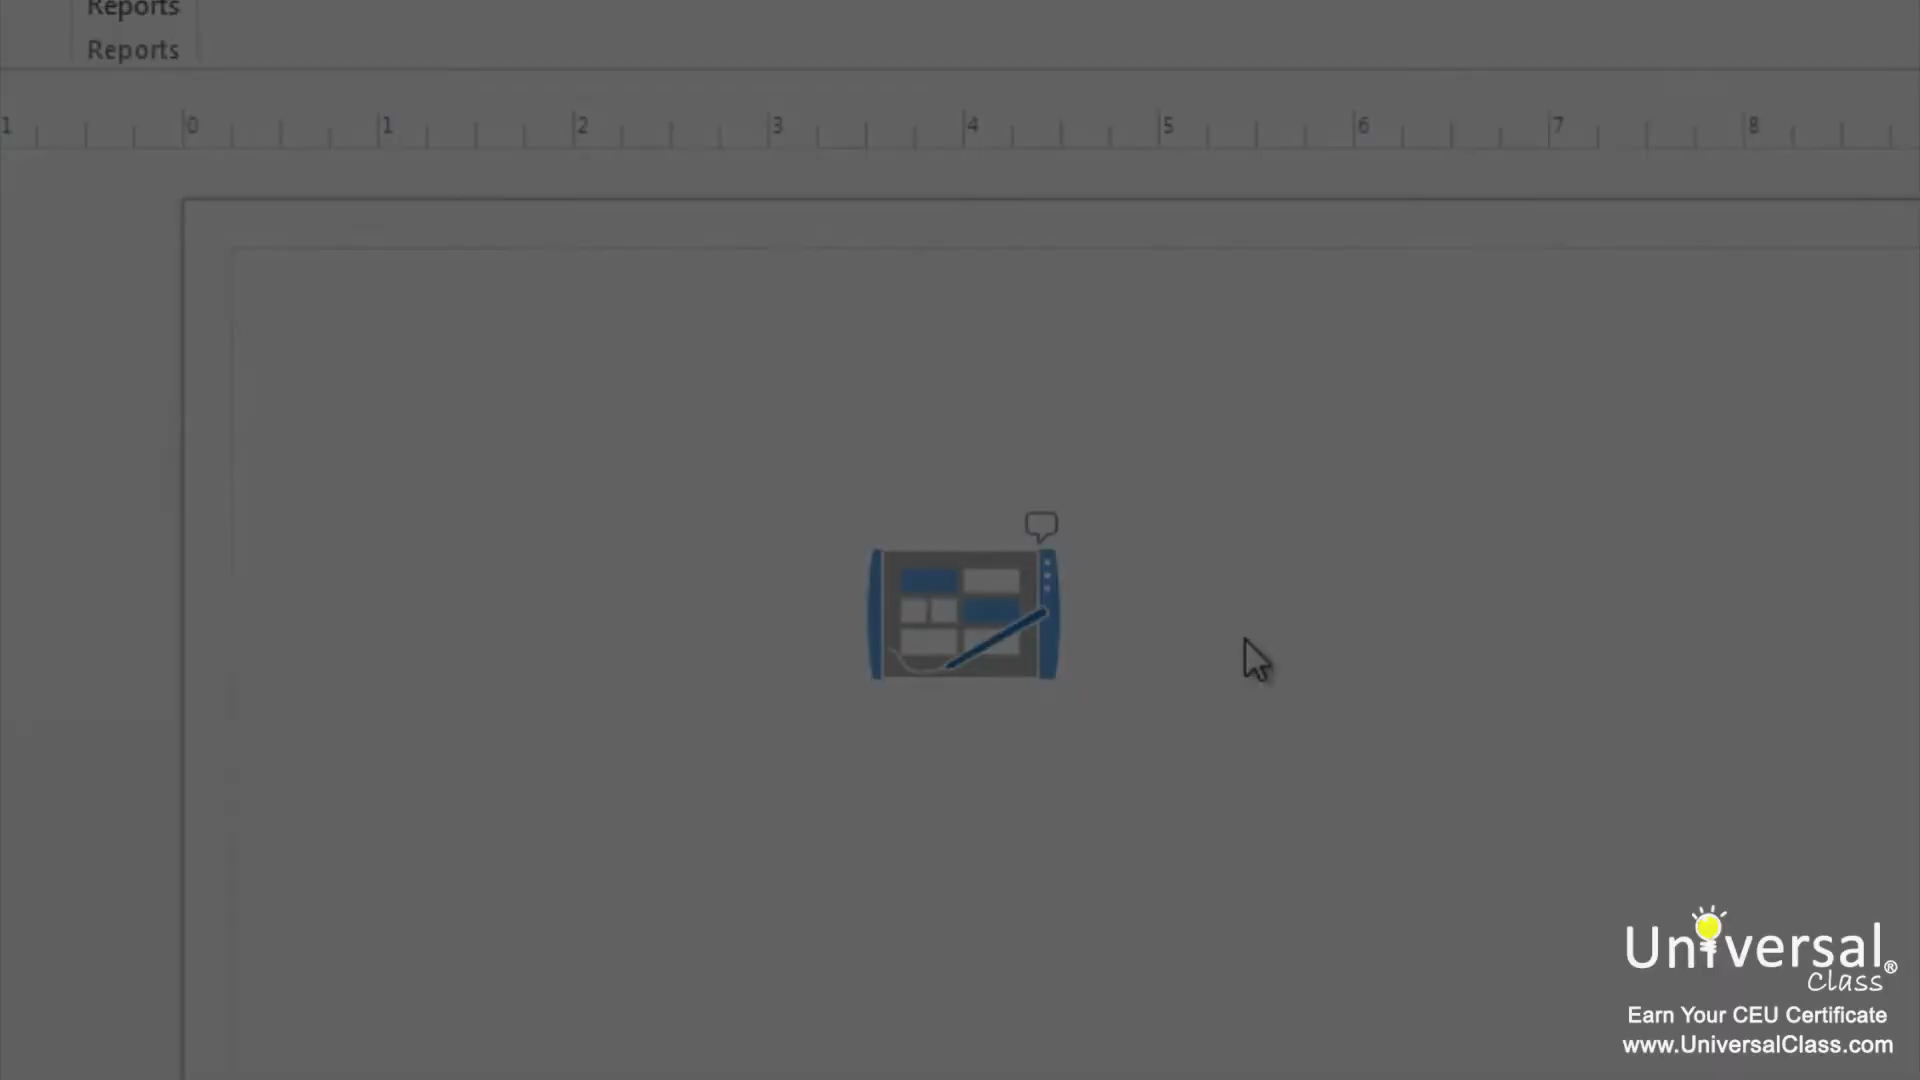 Reports
Reports
1 0 1 2 3 4 5 6 7 8
Universal®
Class
Earn Your CEU Certificate
www.UniversalClass.com